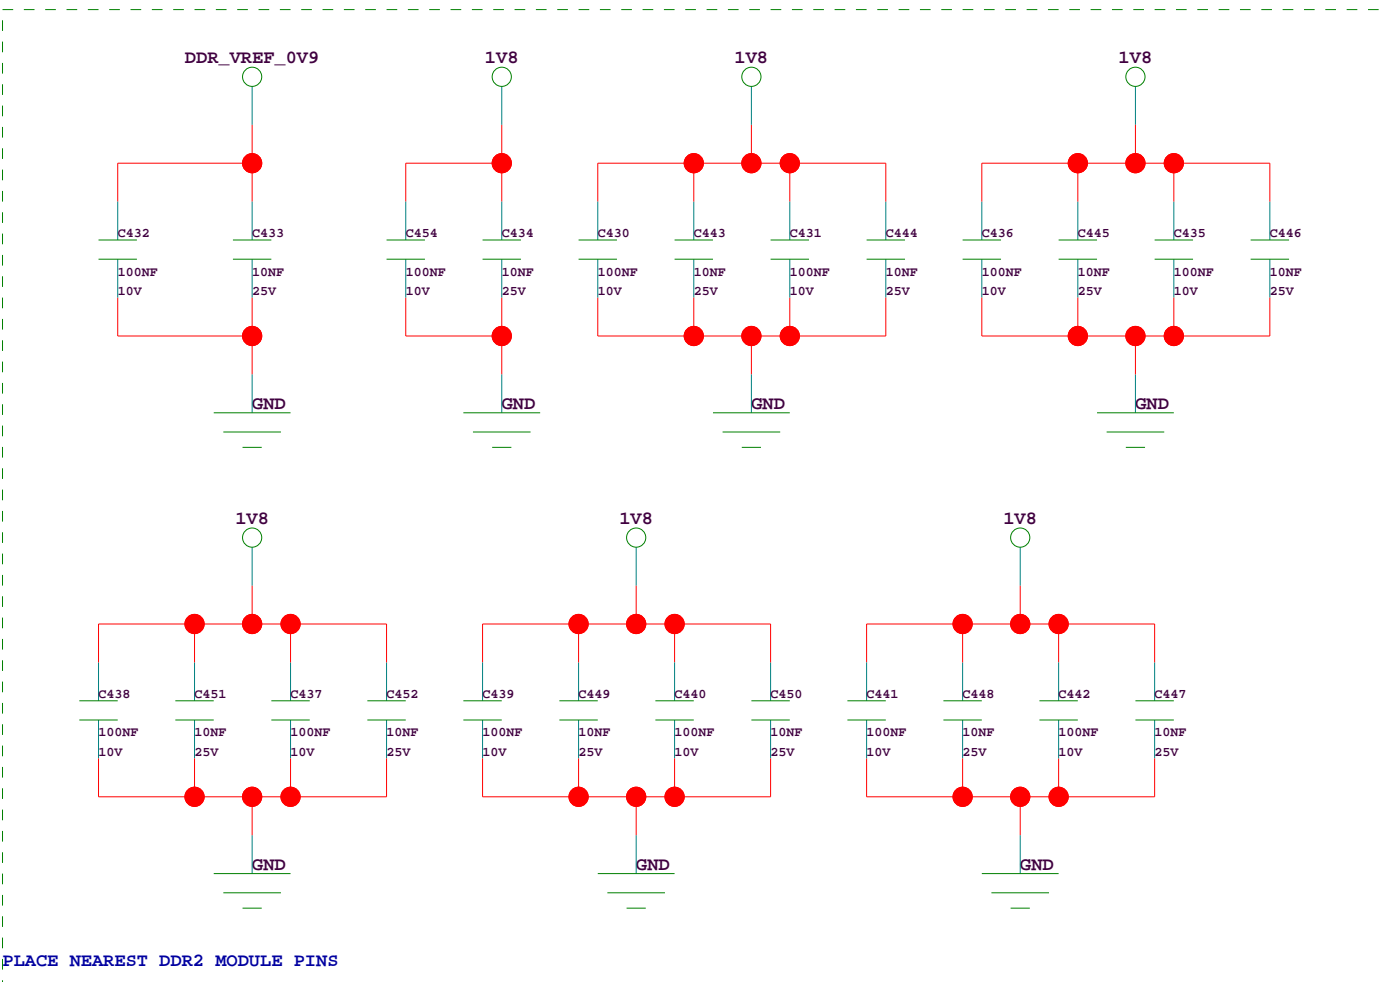 DDR_VREF_0V9 1V8 1V8 1V8
C432 C433 C454 C434 C430 C443 C431 C444 C436 C445 C435 C446
100NF 10NF 100NF 10NF 100NF 10NF 100NF 10NF 100NF 10NF 100NF 10NF
10V 25V 10V 25V 10V 25V 10V 25V 10V 25V 10V 25V
GND GND GND GND
1V8 1V8 1V8
C438 C451 C437 C452 C439 C449 C440 C450 C441 C448 C442 C447
100NF 10NF 100NF 10NF 100NF 10NF 100NF 10NF 100NF 10NF 100NF 10NF
10V 25V 10V 25V 10V 25V 10V 25V 10V 25V 10V 25V
GND GND GND
PLACE NEAREST DDR2 MODULE PINS